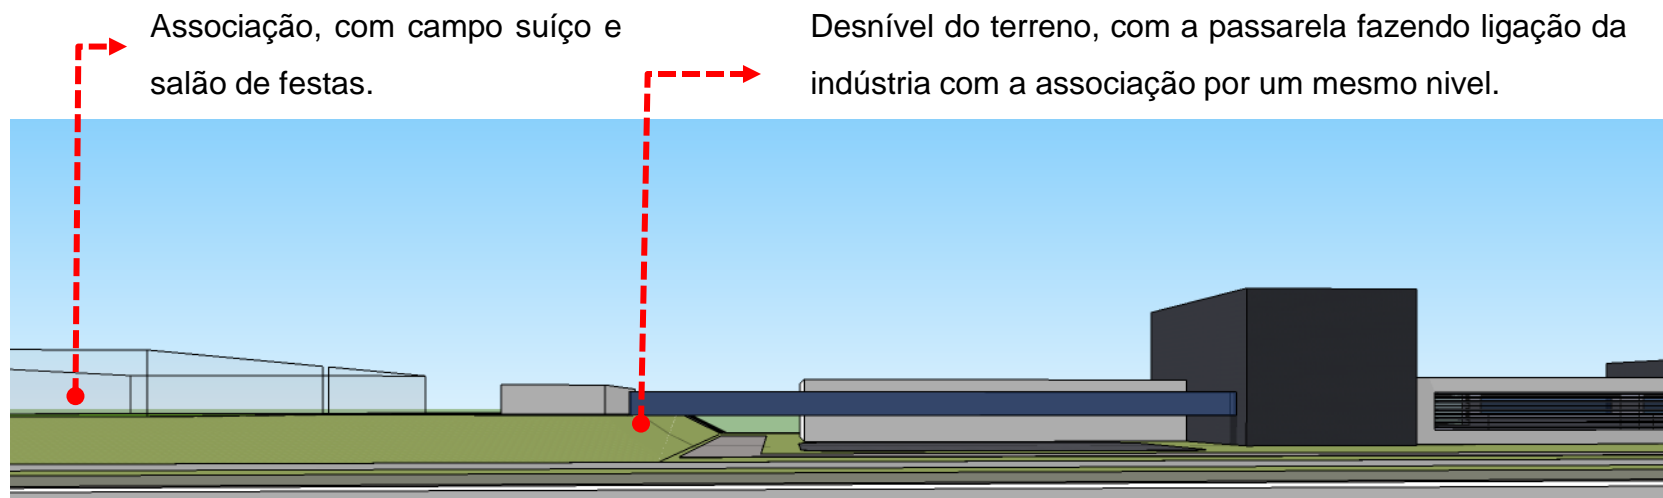 Associação, com campo suíço e
salão de festas.
Desnível do terreno, com a passarela fazendo ligação da
indústria com a associação por um mesmo nivel.